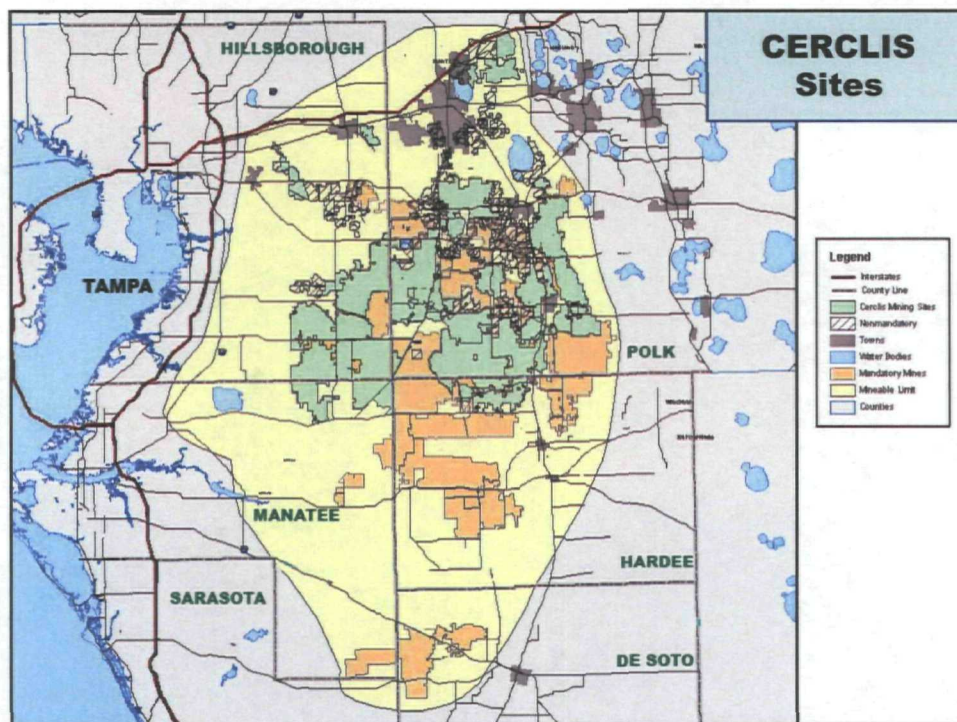 CERCLIS
Sites
HILLSBOROUGH
TAMPA
POLK
MANATEE
HARDEE
SARASOTA
DE SOTO
Legend
Interstates
County Line
Cerclis Mining Sites
Nonmandatory
Towns
Water Bodies
Mandatory Mines
Mineable Limit
Counties